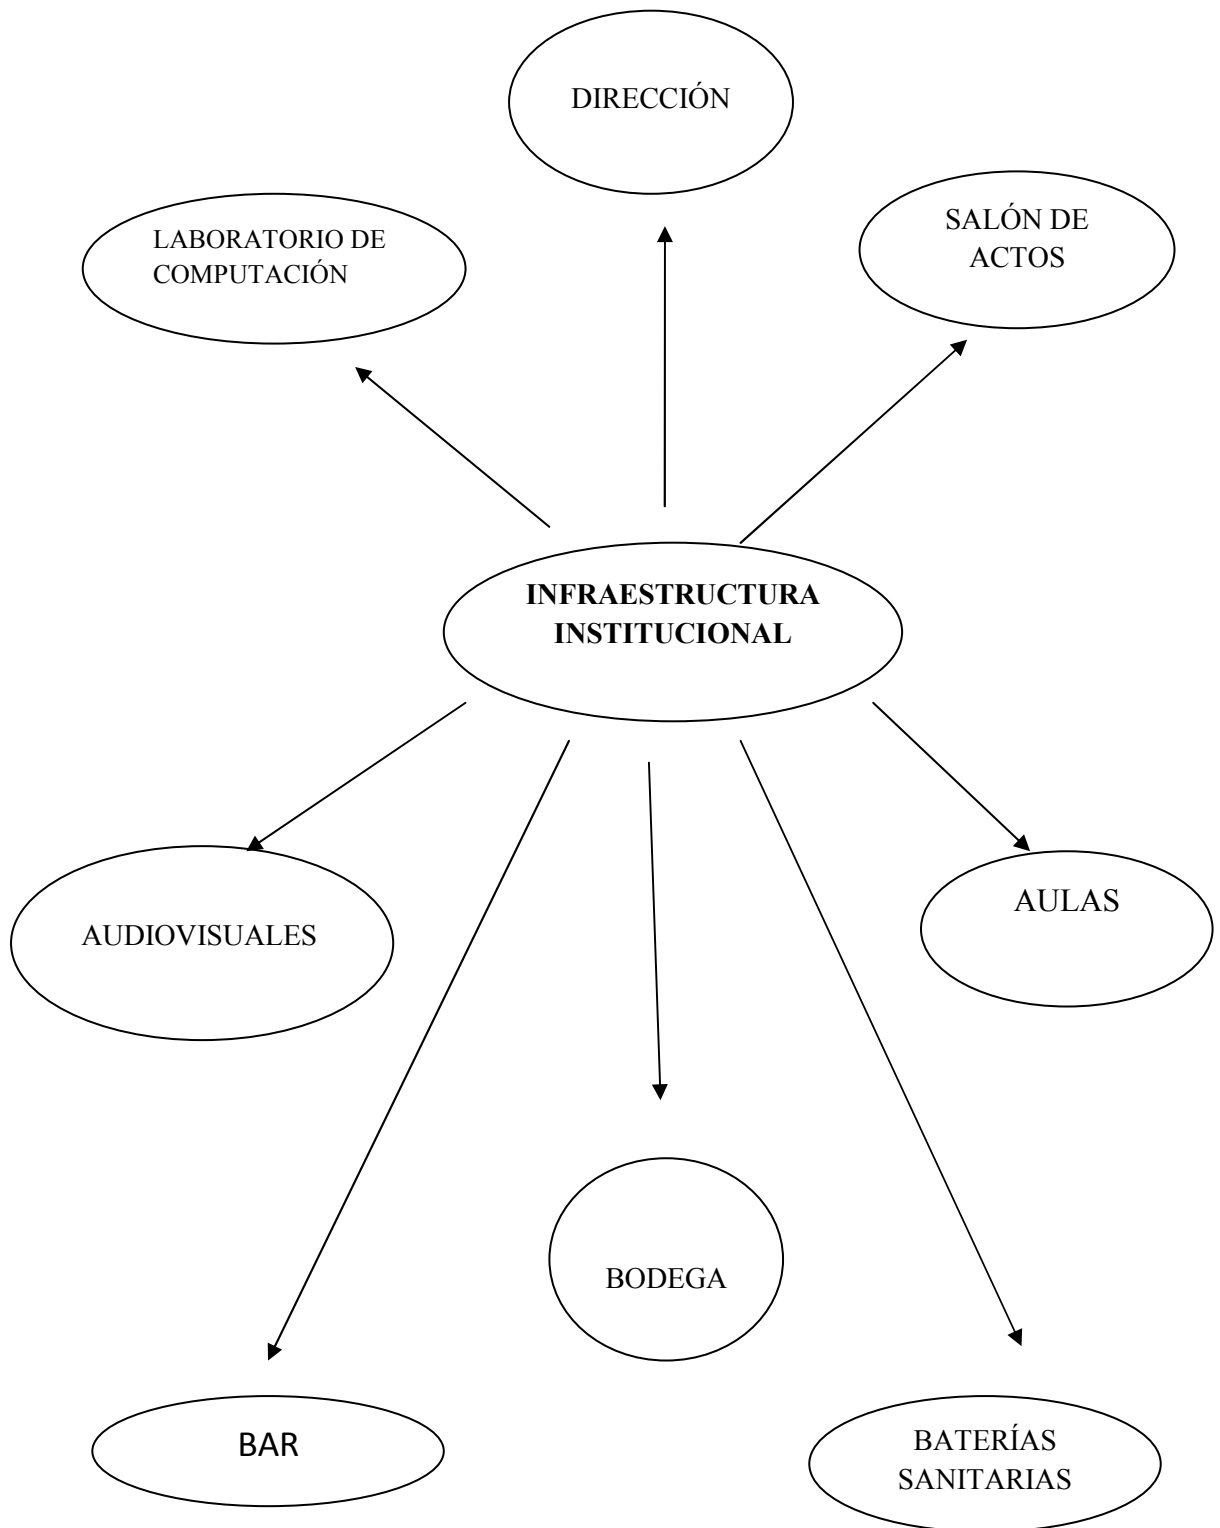 DIRECCIÓN
LABORATORIO DE
COMPUTACIÓN
SALÓN DE
ACTOS
INFRAESTRUCTURA
INSTITUCIONAL
AUDIOVISUALES
AULAS
BODEGA
BAR
BATERÍAS
SANITARIAS